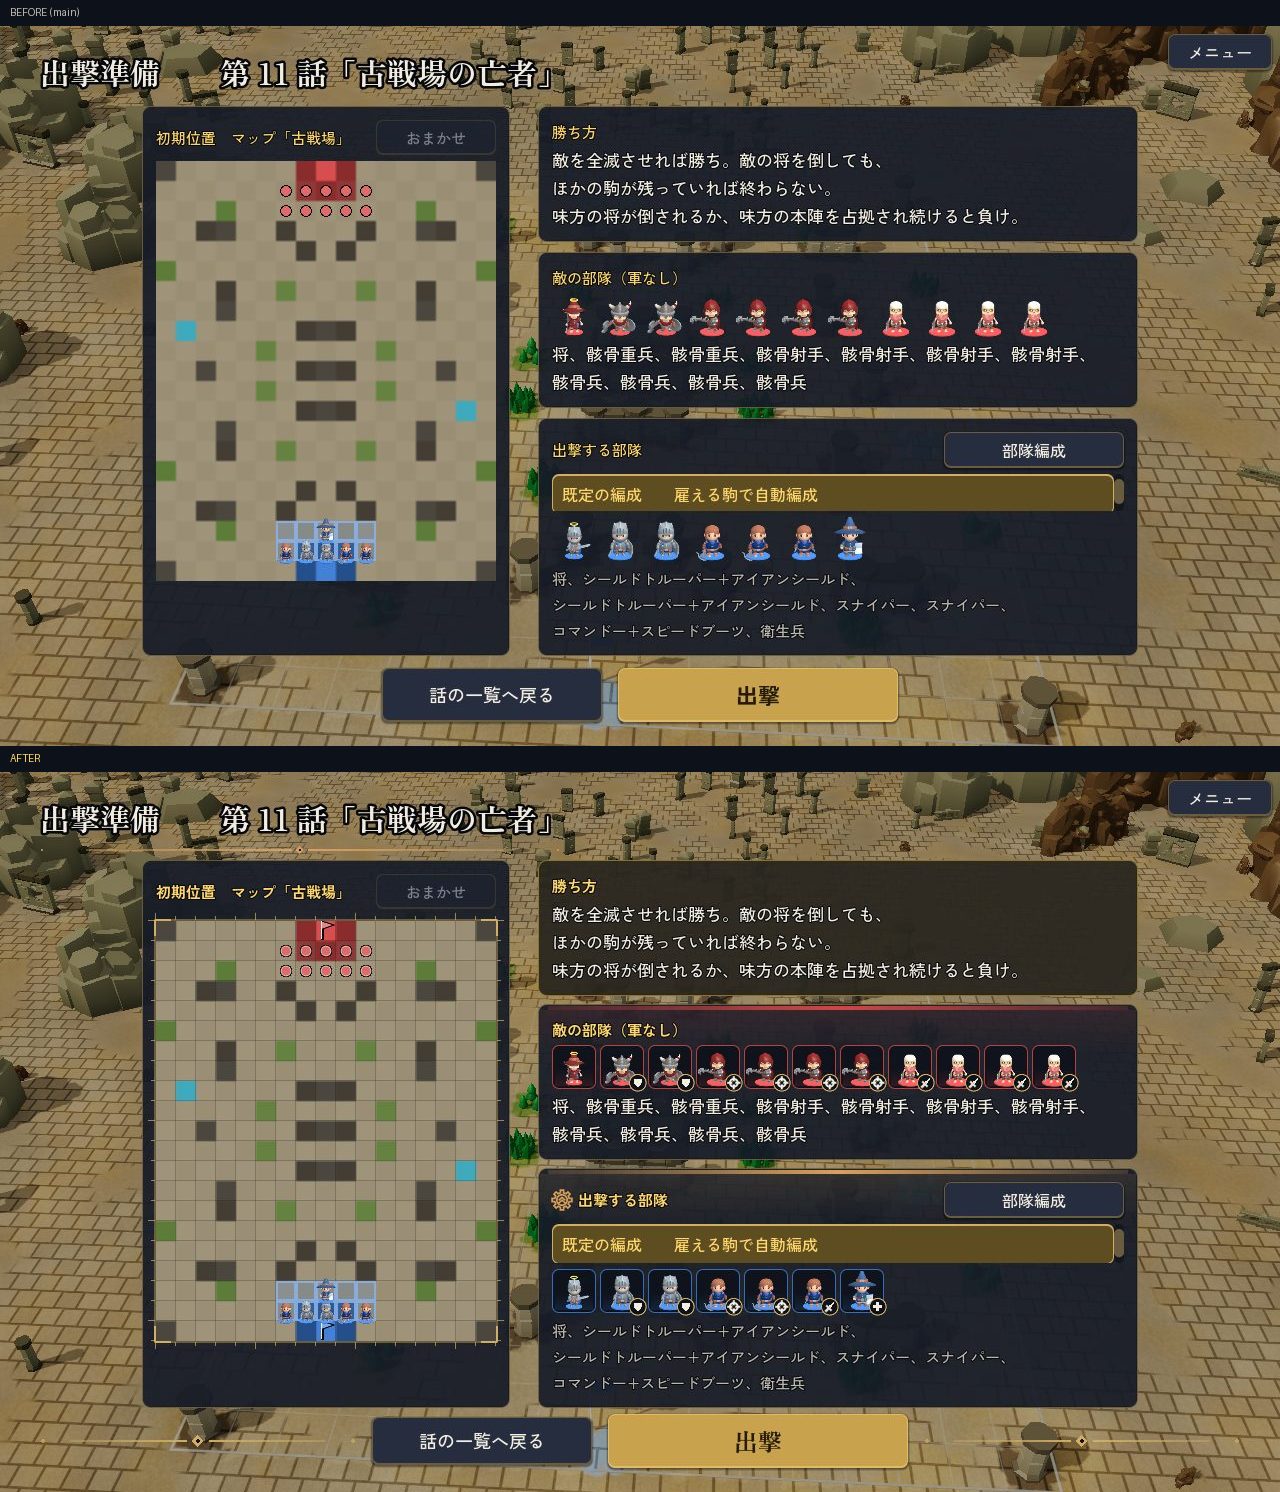 BEFORE (main)
出撃準備　　第 11 話「古戦場の亡者」
メニュー
初期位置　マップ「古戦場」
おまかせ
勝ち方
敵を全滅させれば勝ち。敵の将を倒しても、
ほかの駒が残っていれば終わらない。
味方の将が倒されるか、味方の本陣を占拠され続けると負け。
敵の部隊（軍なし）
将、骸骨重兵、骸骨重兵、骸骨射手、骸骨射手、骸骨射手、骸骨射手、
骸骨兵、骸骨兵、骸骨兵、骸骨兵
出撃する部隊
部隊編成
既定の編成　　雇える駒で自動編成
将、シールドトルーパー＋アイアンシールド、
シールドトルーパー＋アイアンシールド、スナイパー、スナイパー、
コマンドー＋スピードブーツ、衛生兵
話の一覧へ戻る
出撃
AFTER
出撃準備　　第 11 話「古戦場の亡者」
メニュー
初期位置　マップ「古戦場」
おまかせ
勝ち方
敵を全滅させれば勝ち。敵の将を倒しても、
ほかの駒が残っていれば終わらない。
味方の将が倒されるか、味方の本陣を占拠され続けると負け。
敵の部隊（軍なし）
将、骸骨重兵、骸骨重兵、骸骨射手、骸骨射手、骸骨射手、骸骨射手、
骸骨兵、骸骨兵、骸骨兵、骸骨兵
出撃する部隊
部隊編成
既定の編成　　雇える駒で自動編成
将、シールドトルーパー＋アイアンシールド、
シールドトルーパー＋アイアンシールド、スナイパー、スナイパー、
コマンドー＋スピードブーツ、衛生兵
話の一覧へ戻る
出撃